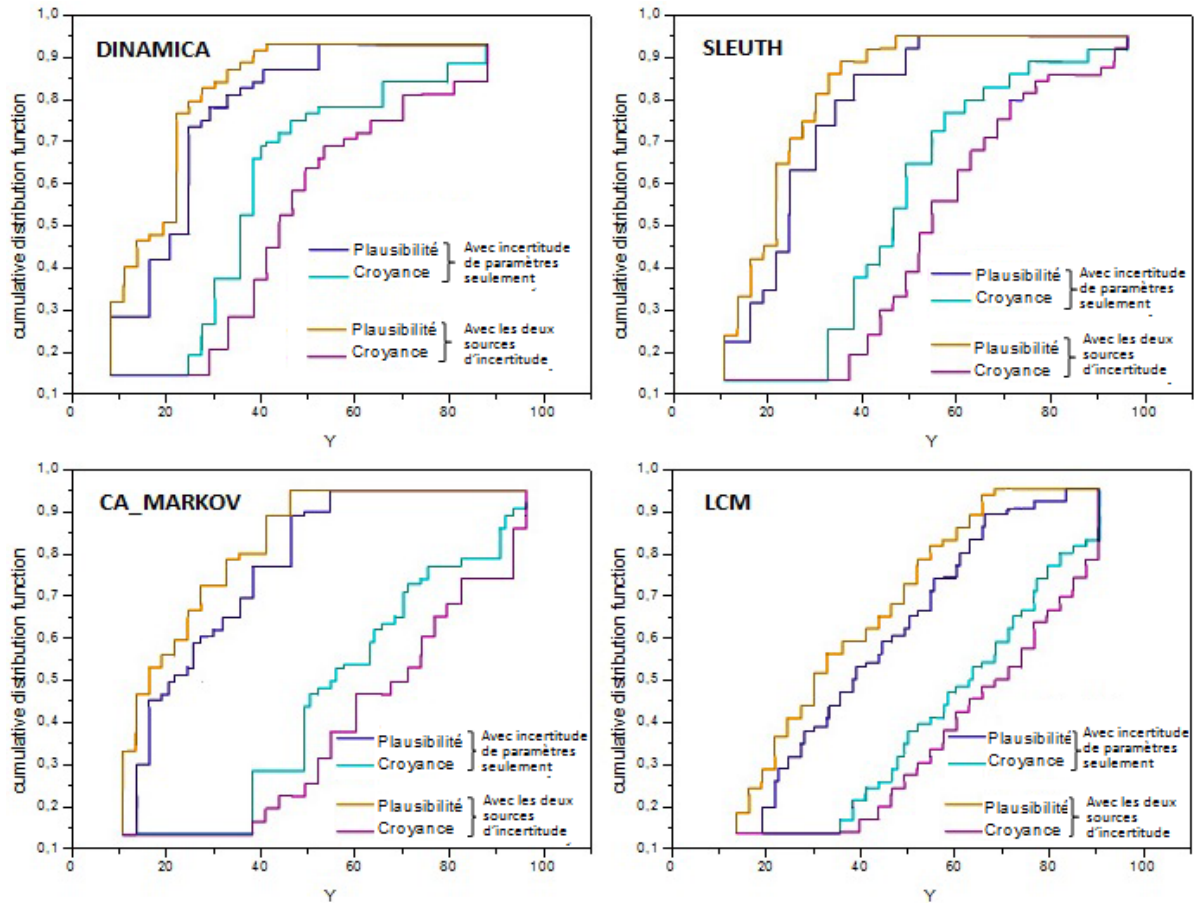 DINAMICA
cumulative distribution function
1,0
0,9
0,8
0,7
0,6
0,5
0,4
0,3
0,2
0,1
Plausibilité
Croyance
Avec incertitude
de paramètres
seulement
Plausibilité
Croyance
Avec les deux
sources
d'incertitude
0
20
40
60
80
100
Y
SLEUTH
cumulative distribution function
1,0
0,9
0,8
0,7
0,6
0,5
0,4
0,3
0,2
0,1
Plausibilité
Croyance
Avec incertitude
de paramètres
seulement
Plausibilité
Croyance
Avec les deux
sources
d'incertitude
0
20
40
60
80
100
Y
CA_MARKOV
cumulative distribution function
1,0
0,9
0,8
0,7
0,6
0,5
0,4
0,3
0,2
0,1
Plausibilité
Croyance
Avec incertitude
de paramètres
seulement
Plausibilité
Croyance
Avec les deux
sources
d'incertitude
0
20
40
60
80
100
Y
LCM
cumulative distribution function
1,0
0,9
0,8
0,7
0,6
0,5
0,4
0,3
0,2
0,1
Plausibilité
Croyance
Avec incertitude
de paramètres
seulement
Plausibilité
Croyance
Avec les deux
sources
d'incertitude
0
20
40
60
80
100
Y